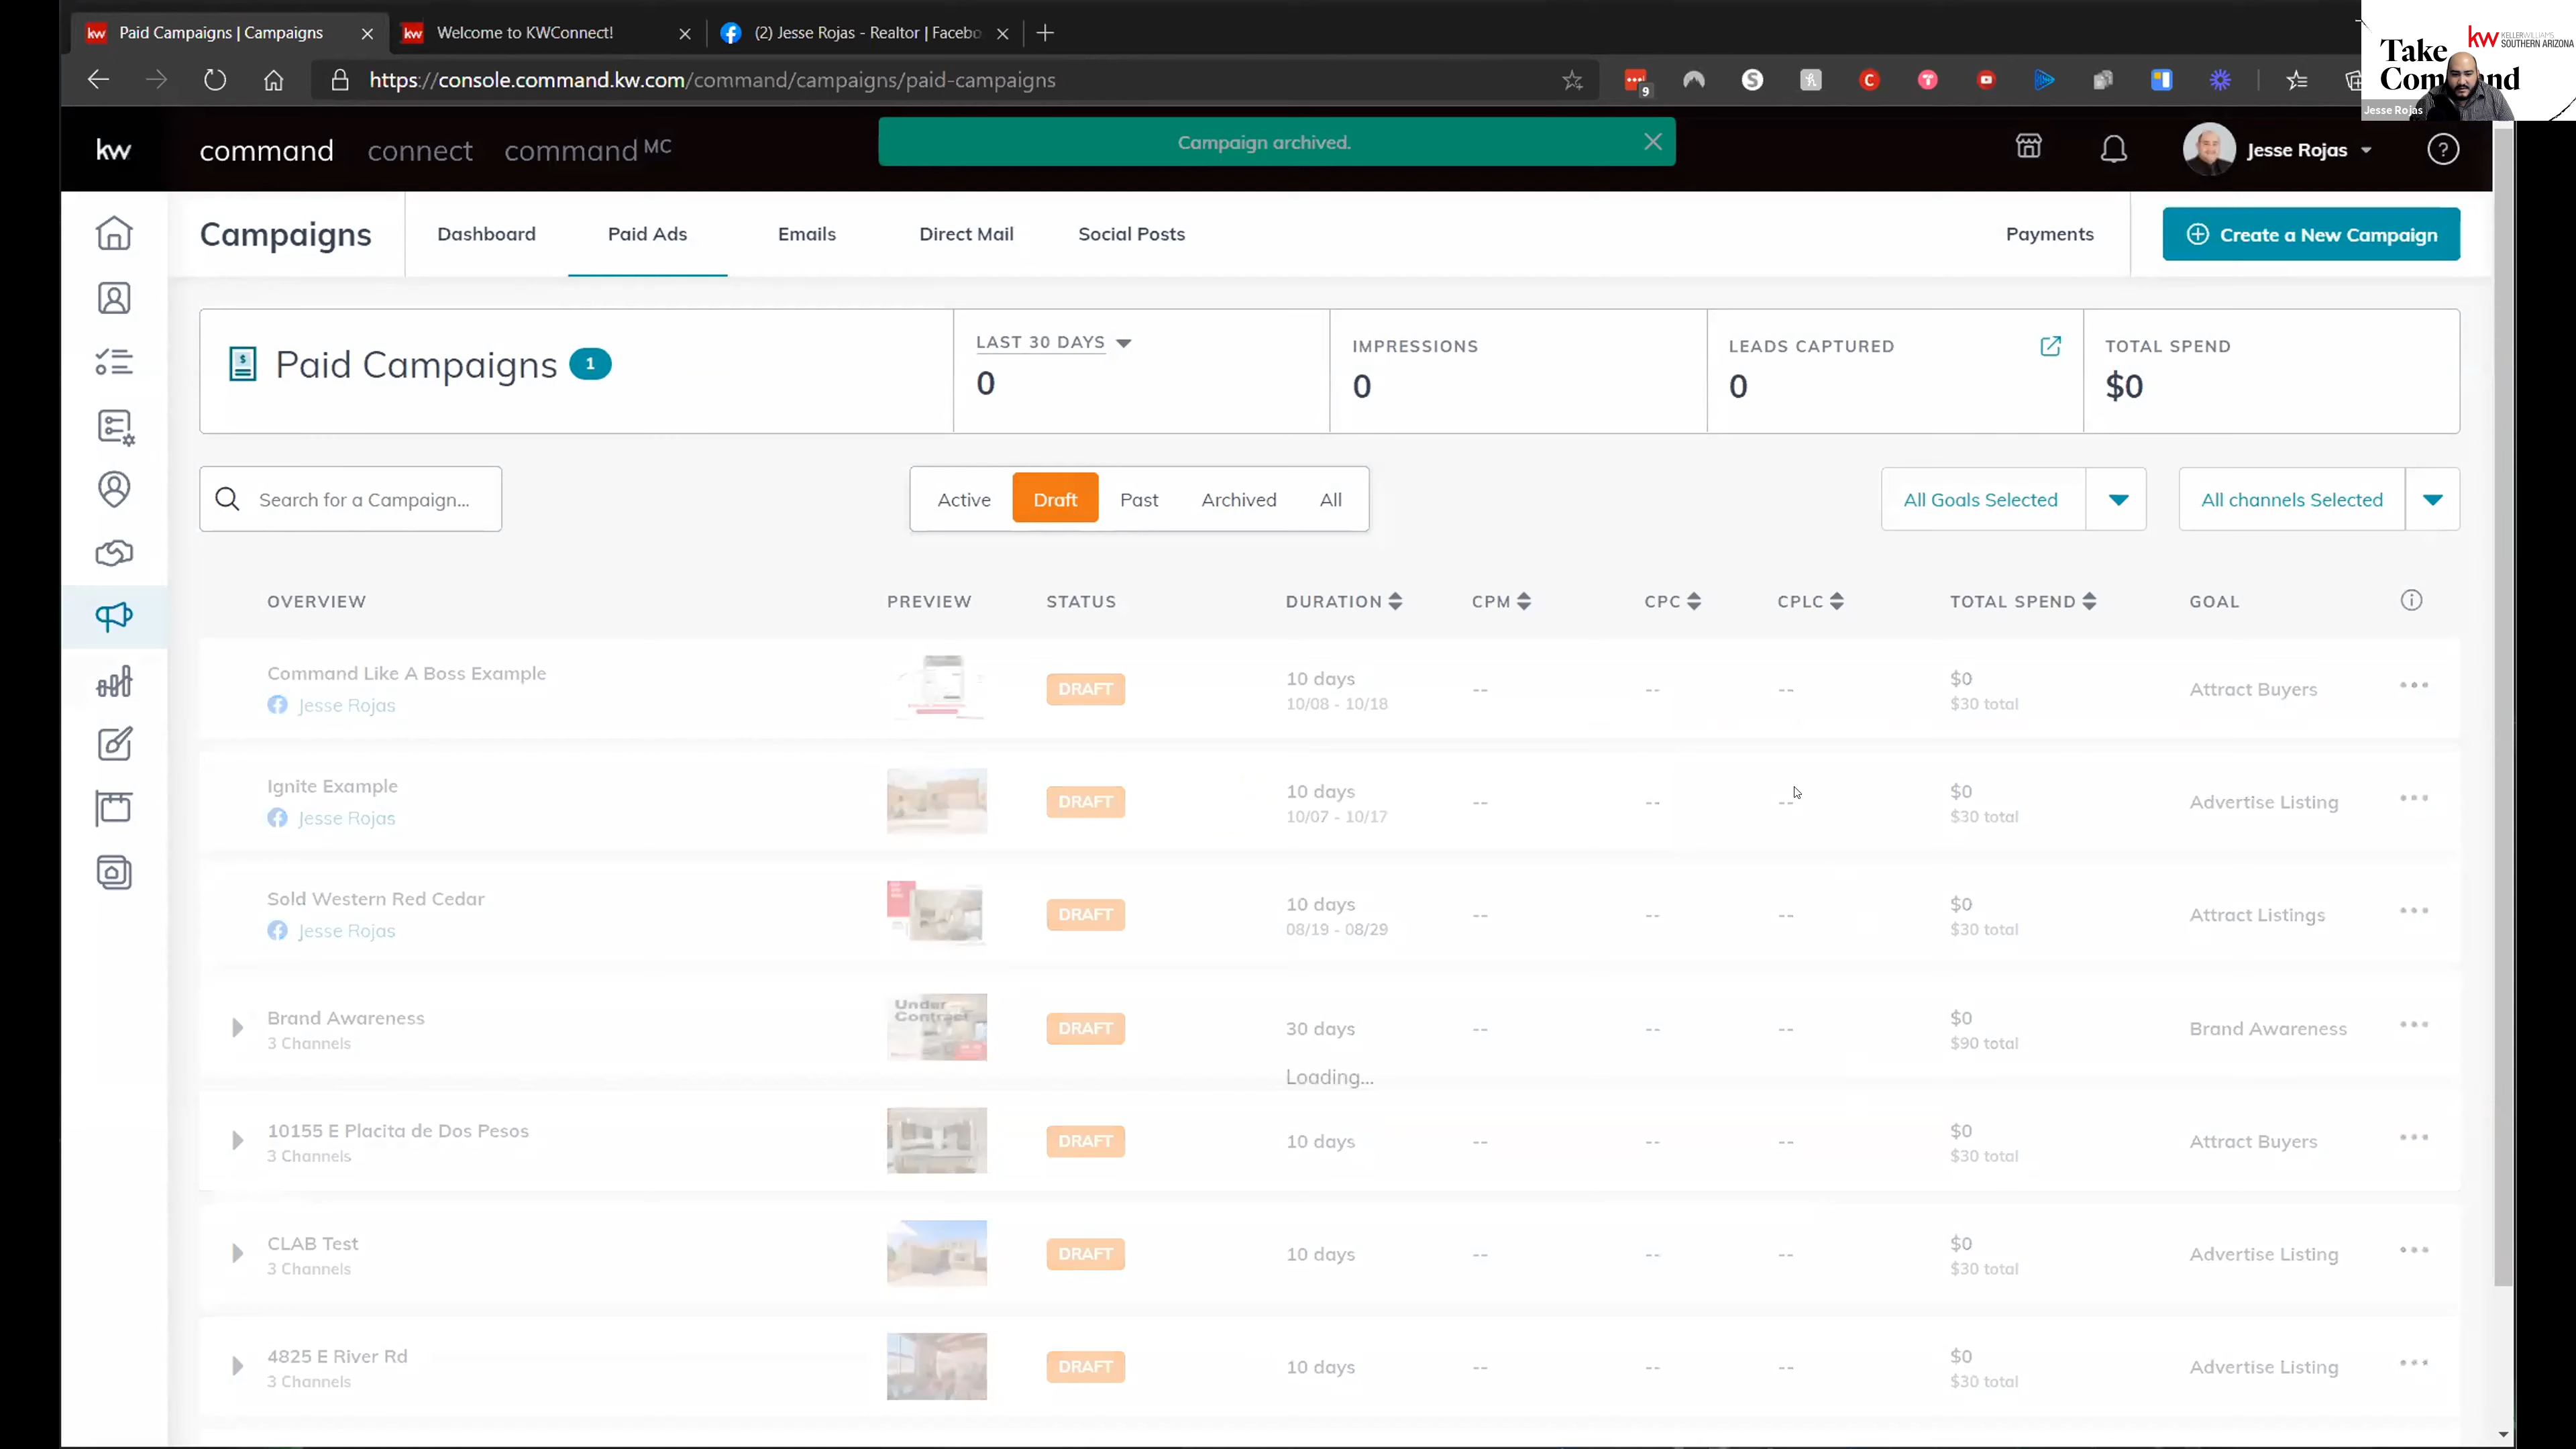 Paid Campaigns | Campaigns
Welcome to KWConnect!
(2) Jesse Rojas - Realtor | Facebo
https://console.command.kw.com/command/campaigns/paid-campaigns
9
Take
Command
kw KELLERWILLIAMS
SOUTHERN ARIZONA
Jesse Rojas
kw
command
connect
command MC
Campaign archived.
Jesse Rojas
Campaigns
Dashboard
Paid Ads
Emails
Direct Mail
Social Posts
Payments
Create a New Campaign
Paid Campaigns 1
LAST 30 DAYS
0
IMPRESSIONS
0
LEADS CAPTURED
0
TOTAL SPEND
$0
Search for a Campaign...
Active
Draft
Past
Archived
All
All Goals Selected
All channels Selected
OVERVIEW PREVIEW STATUS DURATION CPM CPC CPLC TOTAL SPEND GOAL
Command Like A Boss Example
Jesse Rojas
DRAFT
10 days
10/08 - 10/18
-- -- --
$0
$30 total
Attract Buyers
Ignite Example
Jesse Rojas
DRAFT
10 days
10/07 - 10/17
-- -- --
$0
$30 total
Advertise Listing
Sold Western Red Cedar
Jesse Rojas
DRAFT
10 days
08/19 - 08/29
-- -- --
$0
$30 total
Attract Listings
Brand Awareness
3 Channels
Under
Contract
DRAFT
30 days
-- -- --
$0
$90 total
Brand Awareness
Loading...
10155 E Placita de Dos Pesos
3 Channels
DRAFT
10 days
-- -- --
$0
$30 total
Attract Buyers
CLAB Test
3 Channels
DRAFT
10 days
-- -- --
$0
$30 total
Advertise Listing
4825 E River Rd
3 Channels
DRAFT
10 days
-- -- --
$0
$30 total
Advertise Listing